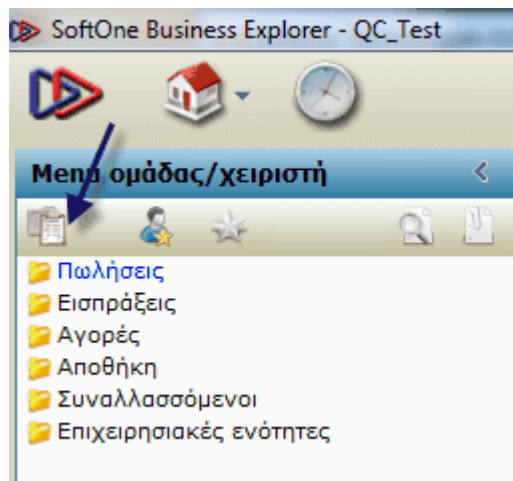 SoftOne Business Explorer - QC_Test
Μενού ομάδας/χειριστή
Πωλήσεις
Εισπράξεις
Αγορές
Αποθήκη
Συναλλασσόμενοι
Επιχειρησιακές ενότητες